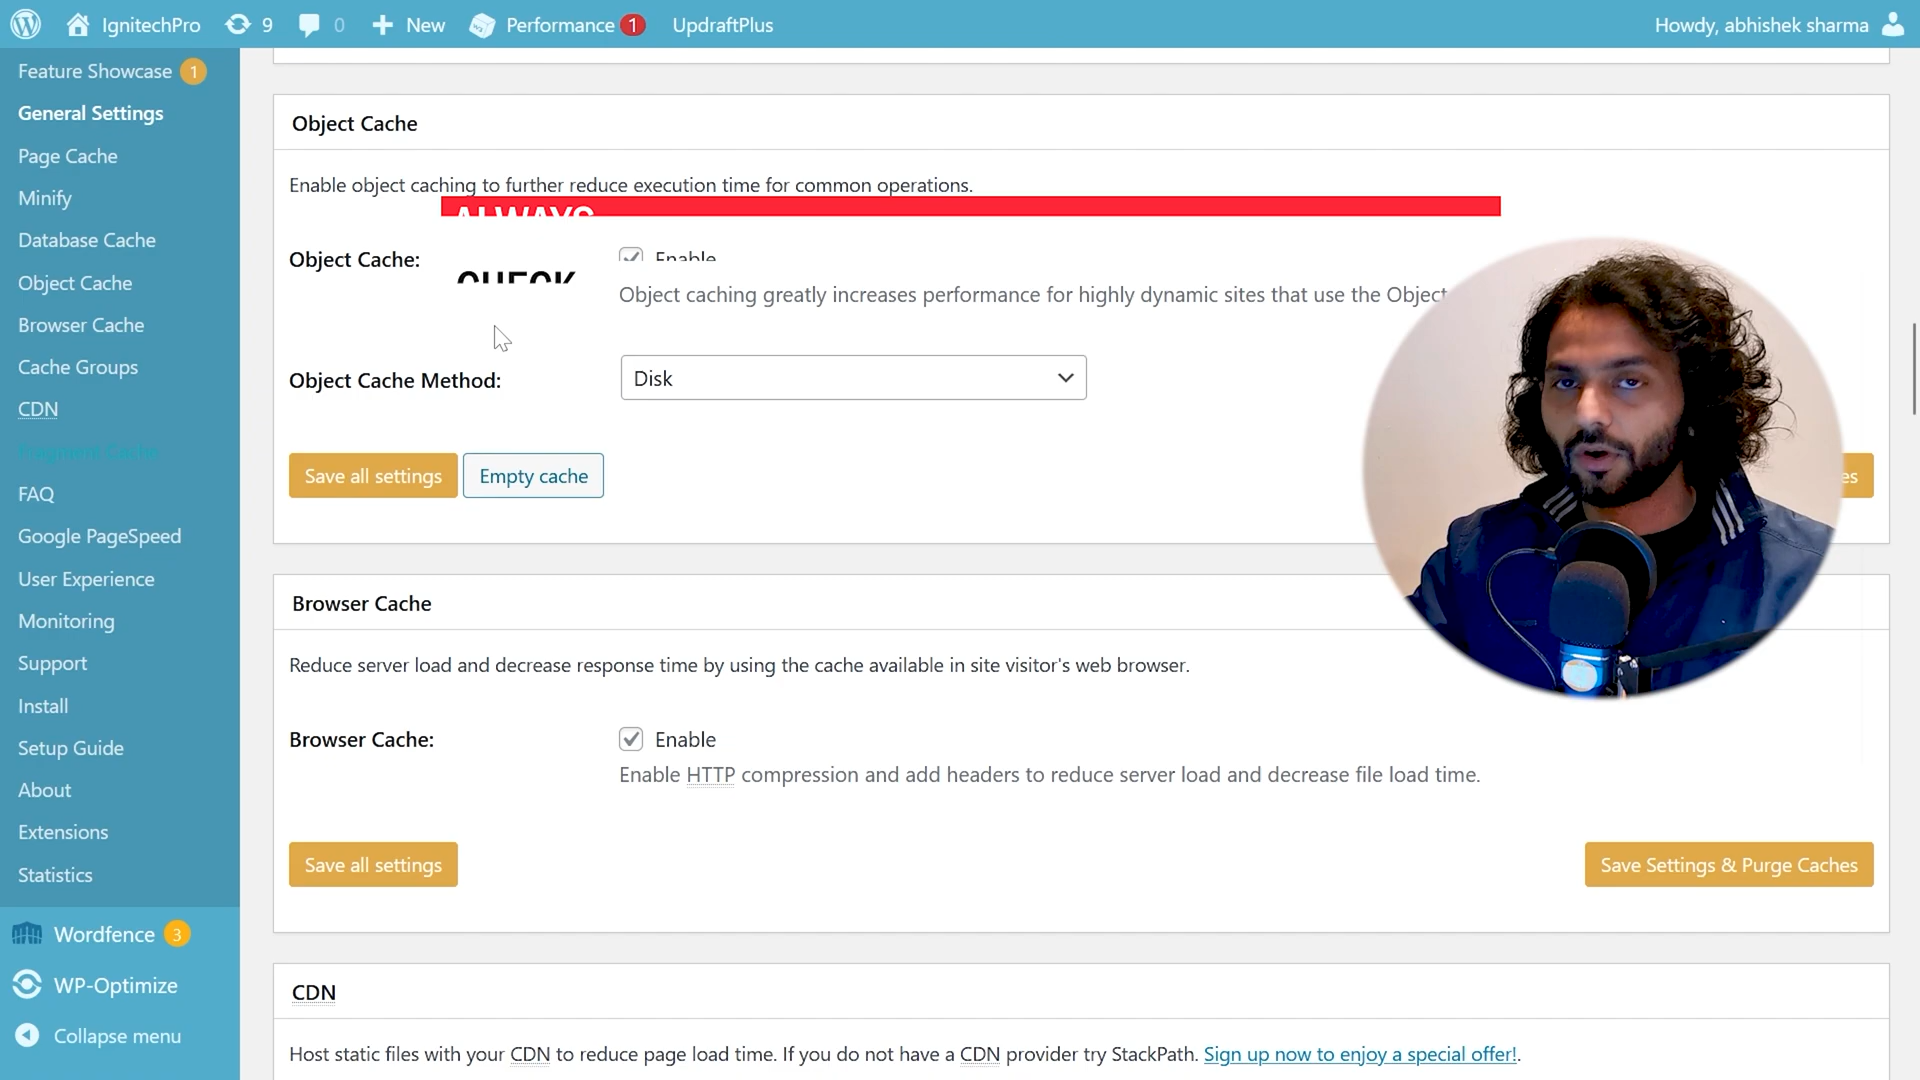 IgnitechPro
9
0
New
Performance 1
UpdraftPlus
Howdy, abhishek sharma
Feature Showcase 1
General Settings
Page Cache
Minify
Database Cache
Object Cache
Browser Cache
Cache Groups
CDN
Fragment Cache
FAQ
Google PageSpeed
User Experience
Monitoring
Support
Install
Setup Guide
About
Extensions
Statistics
Wordfence 3
WP-Optimize
Collapse menu
Object Cache
Enable object caching to further reduce execution time for common operations.
ALWAYS
Object Cache:
Enable
CHECK
Object caching greatly increases performance for highly dynamic sites that use the Object
Object Cache Method:
Disk
Save all settings
Empty cache
es
Browser Cache
Reduce server load and decrease response time by using the cache available in site visitor's web browser.
Browser Cache:
Enable
Enable HTTP compression and add headers to reduce server load and decrease file load time.
Save all settings
Save Settings & Purge Caches
CDN
Host static files with your CDN to reduce page load time. If you do not have a CDN provider try StackPath. Sign up now to enjoy a special offer!.